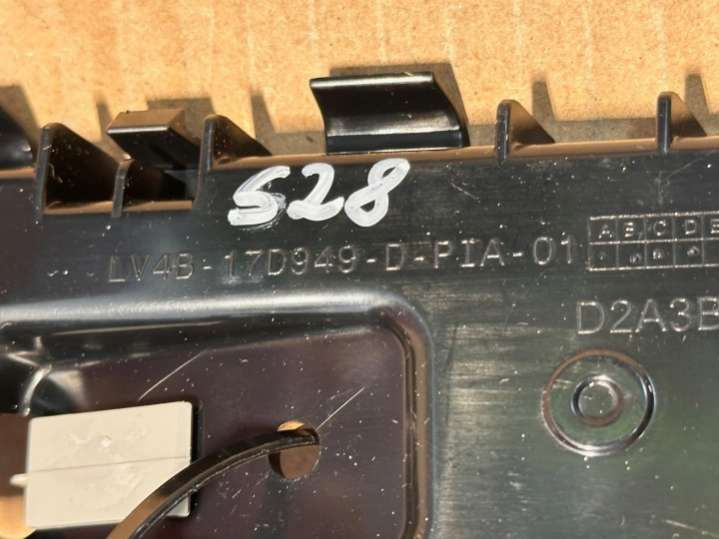 S28
LV4B-17D949-D-PIA-01
A B C D E
D2A3B